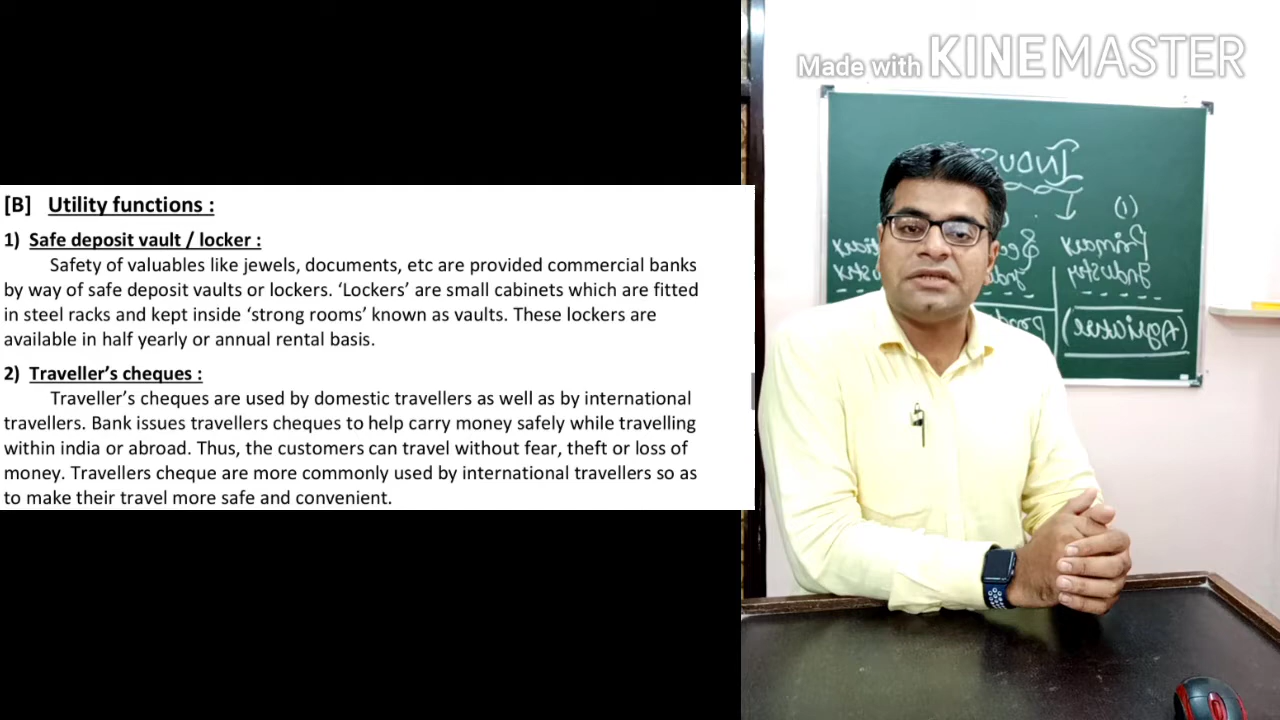 [B] Utility functions :
1) Safe deposit vault / locker :
Safety of valuables like jewels, documents, etc are provided commercial banks
by way of safe deposit vaults or lockers. ‘Lockers’ are small cabinets which are fitted
in steel racks and kept inside ‘strong rooms’ known as vaults. These lockers are
available in half yearly or annual rental basis.
2) Traveller’s cheques :
Traveller’s cheques are used by domestic travellers as well as by international
travellers. Bank issues travellers cheques to help carry money safely while travelling
within india or abroad. Thus, the customers can travel without fear, theft or loss of
money. Travellers cheque are more commonly used by international travellers so as
to make their travel more safe and convenient.
Made with KINEMASTER
(1)
Primary
Industry
(Agriculture)